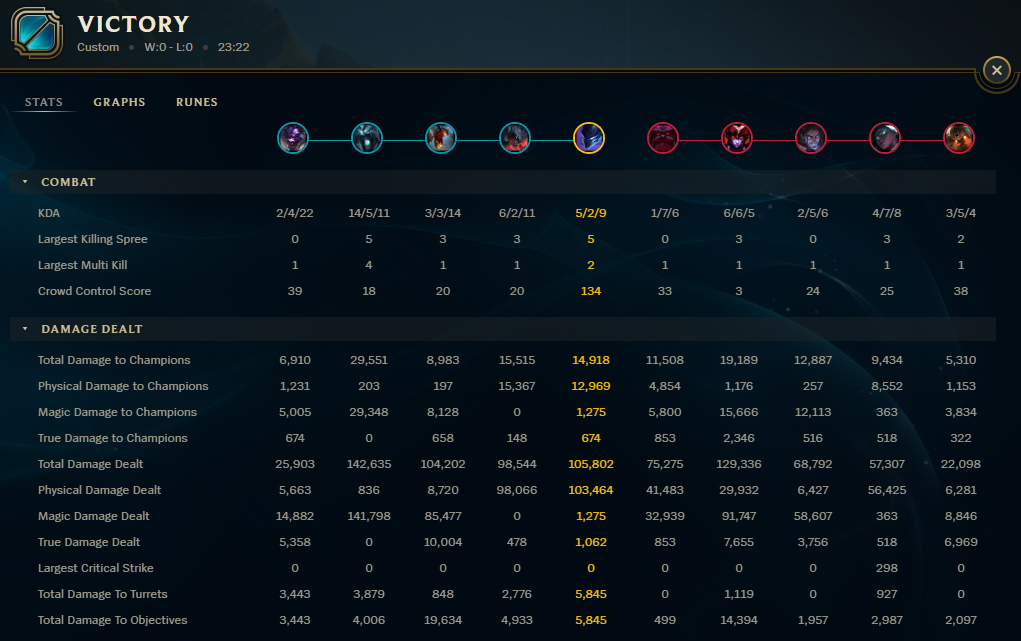 VICTORY
Custom • W:0 - L:0 • 23:22
STATS GRAPHS RUNES
COMBAT
KDA 2/4/22 14/5/11 3/3/14 6/2/11 5/2/9 1/7/6 6/6/5 2/5/6 4/7/8 3/5/4
Largest Killing Spree 0 5 3 3 5 0 3 0 3 2
Largest Multi Kill 1 4 1 1 2 1 1 1 1 1
Crowd Control Score 39 18 20 20 134 33 3 24 25 38
DAMAGE DEALT
Total Damage to Champions 6,910 29,551 8,983 15,515 14,918 11,508 19,189 12,887 9,434 5,310
Physical Damage to Champions 1,231 203 197 15,367 12,969 4,854 1,176 257 8,552 1,153
Magic Damage to Champions 5,005 29,348 8,128 0 1,275 5,800 15,666 12,113 363 3,834
True Damage to Champions 674 0 658 148 674 853 2,346 516 518 322
Total Damage Dealt 25,903 142,635 104,202 98,544 105,802 75,275 129,336 68,792 57,307 22,098
Physical Damage Dealt 5,663 836 8,720 98,066 103,464 41,483 29,932 6,427 56,425 6,281
Magic Damage Dealt 14,882 141,798 85,477 0 1,275 32,939 91,747 58,607 363 8,846
True Damage Dealt 5,358 0 10,004 478 1,062 853 7,655 3,756 518 6,969
Largest Critical Strike 0 0 0 0 0 0 0 0 298 0
Total Damage To Turrets 3,443 3,879 848 2,776 5,845 0 1,119 0 927 0
Total Damage To Objectives 3,443 4,006 19,634 4,933 5,845 499 14,394 1,957 2,987 2,097